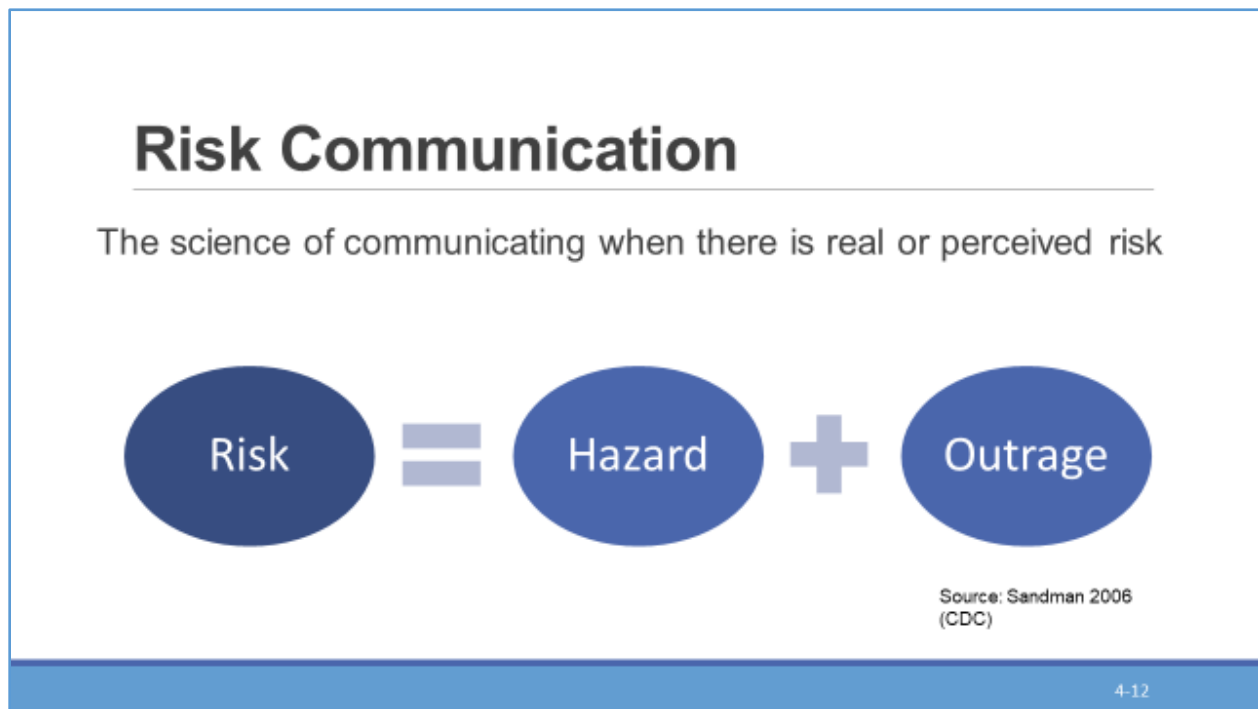 Risk Communication
The science of communicating when there is real or perceived risk
Risk = Hazard + Outrage
Source: Sandman 2006
(CDC)
4-12